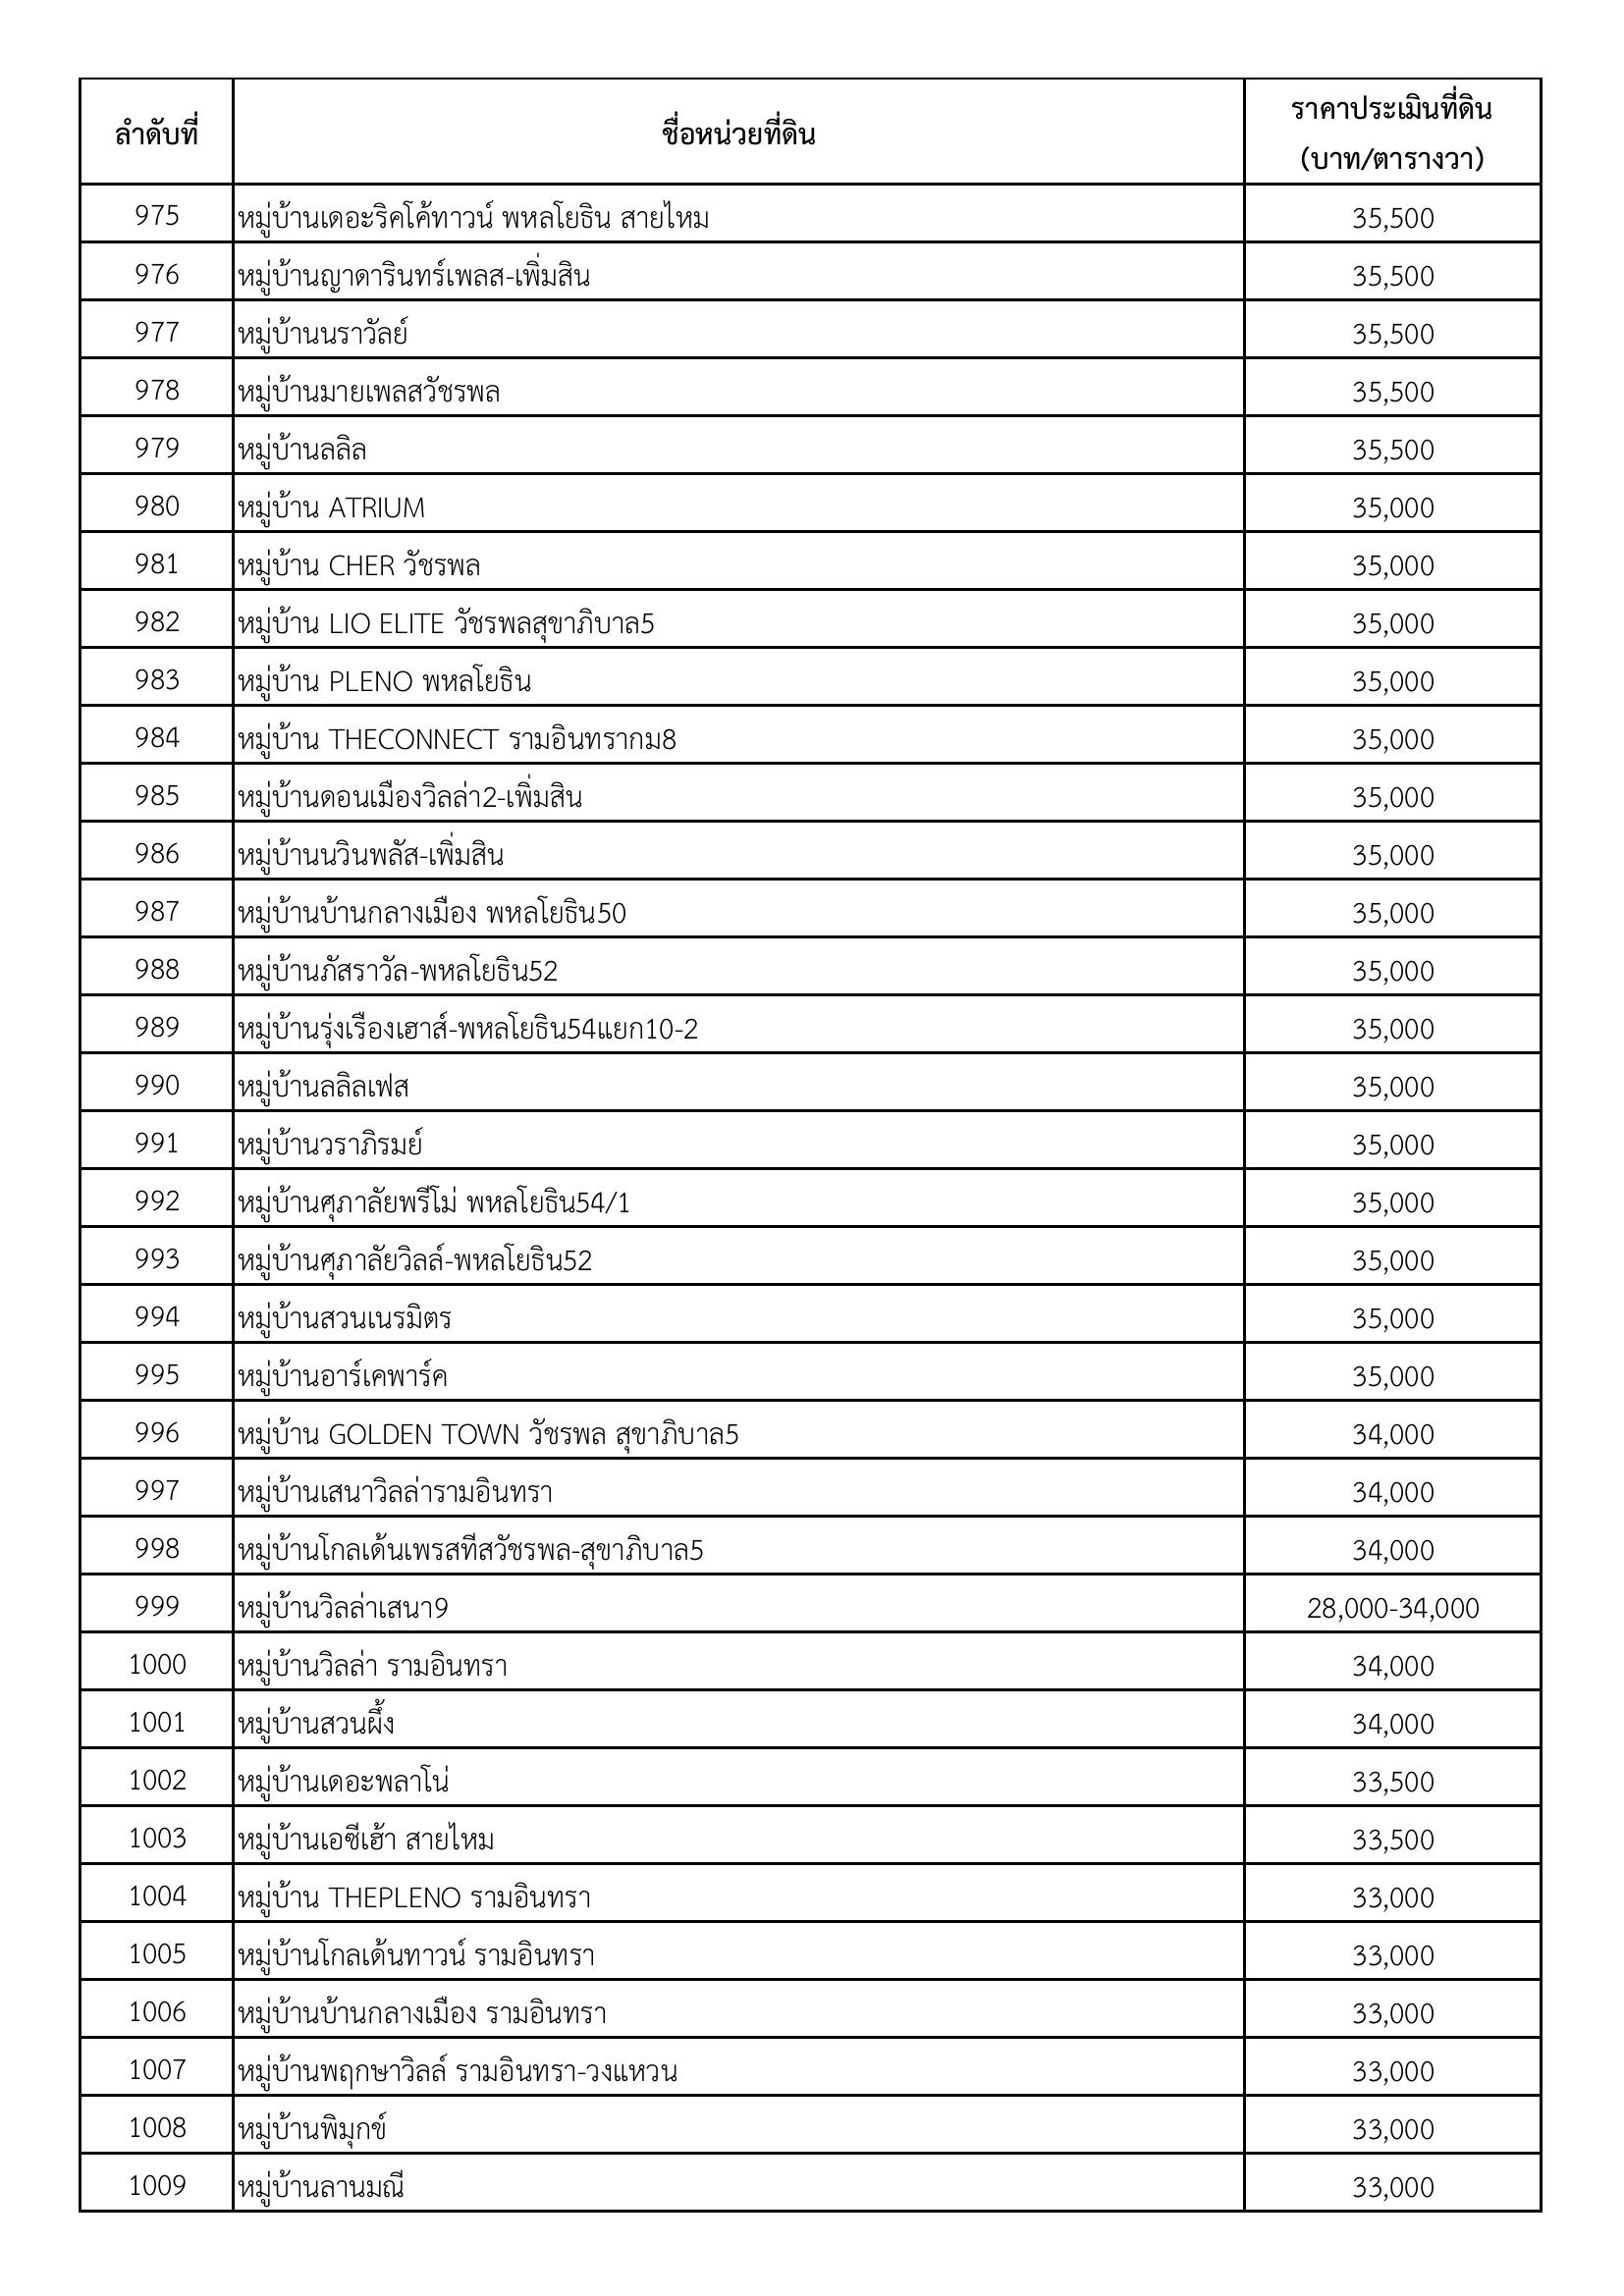 ลำดับที่ ชื่อหน่วยที่ดิน ราคาประเมินที่ดิน
(บาท/ตารางวา)
975 หมู่บ้านเดอะริคโค้ทาวน์ พหลโยธิน สายไหม 35,500
976 หมู่บ้านญาดารินทร์เพลส-เพิ่มสิน 35,500
977 หมู่บ้านนราวัลย์ 35,500
978 หมู่บ้านมายเพลสวัชรพล 35,500
979 หมู่บ้านลลิล 35,500
980 หมู่บ้าน ATRIUM 35,000
981 หมู่บ้าน CHER วัชรพล 35,000
982 หมู่บ้าน LIO ELITE วัชรพลสุขาภิบาล5 35,000
983 หมู่บ้าน PLENO พหลโยธิน 35,000
984 หมู่บ้าน THECONNECT รามอินทรากม8 35,000
985 หมู่บ้านดอนเมืองวิลล่า2-เพิ่มสิน 35,000
986 หมู่บ้านนวินพลัส-เพิ่มสิน 35,000
987 หมู่บ้านบ้านกลางเมือง พหลโยธิน50 35,000
988 หมู่บ้านภัสราวัล-พหลโยธิน52 35,000
989 หมู่บ้านรุ่งเรืองเฮาส์-พหลโยธิน54แยก10-2 35,000
990 หมู่บ้านลลิลเฟส 35,000
991 หมู่บ้านวราภิรมย์ 35,000
992 หมู่บ้านศุภาลัยพรีโม่ พหลโยธิน54/1 35,000
993 หมู่บ้านศุภาลัยวิลล์-พหลโยธิน52 35,000
994 หมู่บ้านสวนเนรมิตร 35,000
995 หมู่บ้านอาร์เคพาร์ค 35,000
996 หมู่บ้าน GOLDEN TOWN วัชรพล สุขาภิบาล5 34,000
997 หมู่บ้านเสนาวิลล่ารามอินทรา 34,000
998 หมู่บ้านโกลเด้นเพรสทีสวัชรพล-สุขาภิบาล5 34,000
999 หมู่บ้านวิลล่าเสนา9 28,000-34,000
1000 หมู่บ้านวิลล่า รามอินทรา 34,000
1001 หมู่บ้านสวนผึ้ง 34,000
1002 หมู่บ้านเดอะพลาโน่ 33,500
1003 หมู่บ้านเอซีเฮ้า สายไหม 33,500
1004 หมู่บ้าน THEPLENO รามอินทรา 33,000
1005 หมู่บ้านโกลเด้นทาวน์ รามอินทรา 33,000
1006 หมู่บ้านบ้านกลางเมือง รามอินทรา 33,000
1007 หมู่บ้านพฤกษาวิลล์ รามอินทรา-วงแหวน 33,000
1008 หมู่บ้านพิมุกข์ 33,000
1009 หมู่บ้านลานมณี 33,000